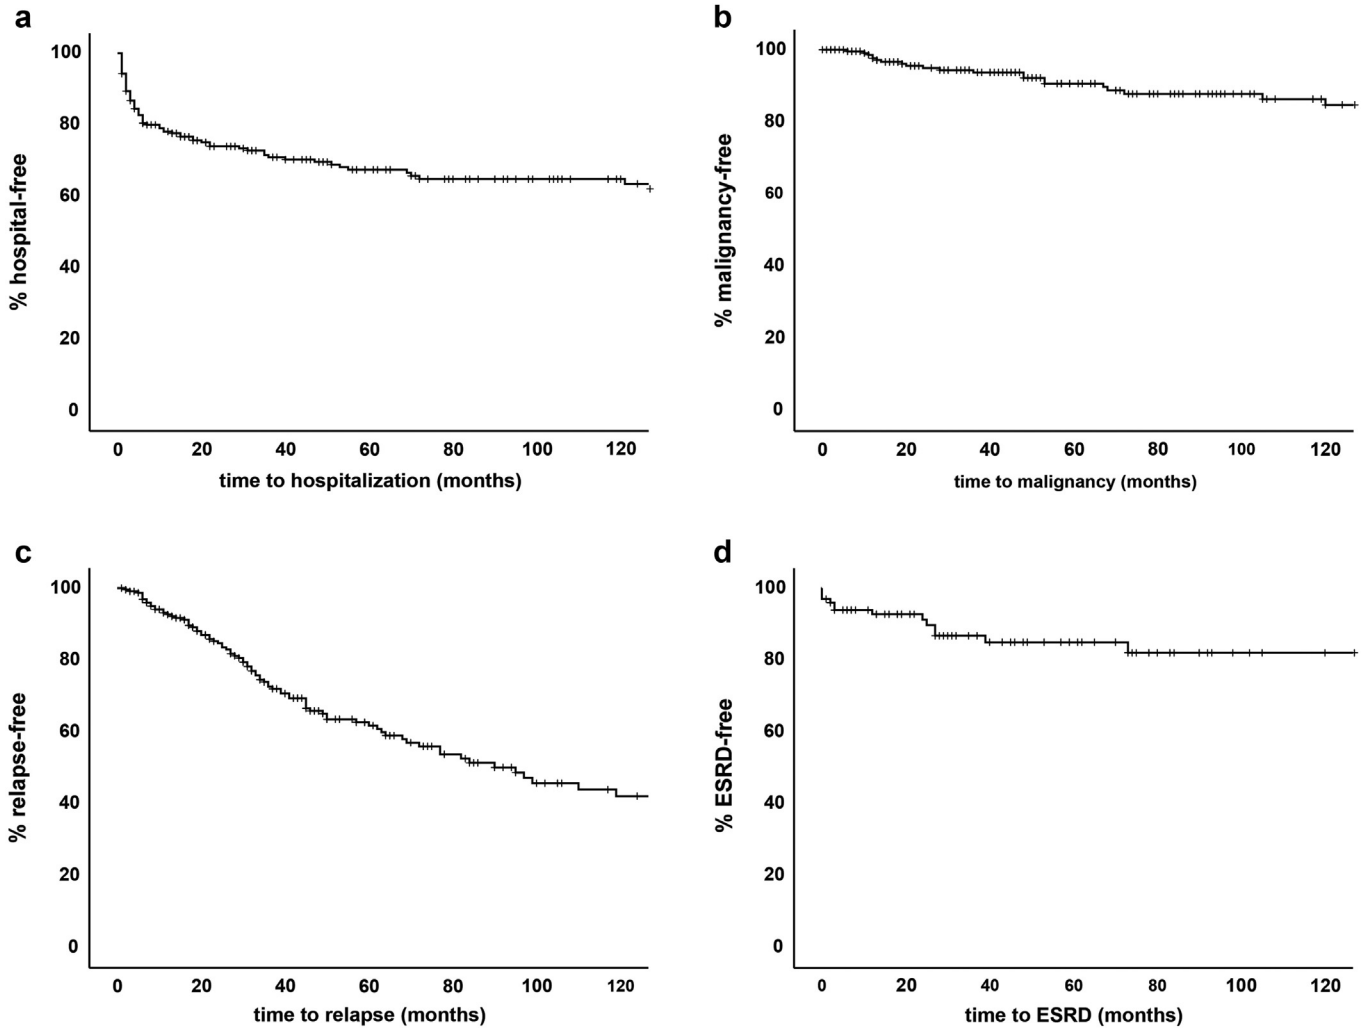 a
% hospital-free
100
80
60
40
20
0
0 20 40 60 80 100 120
time to hospitalization (months)
b
% malignancy-free
100
80
60
40
20
0
0 20 40 60 80 100 120
time to malignancy (months)
c
% relapse-free
100
80
60
40
20
0
0 20 40 60 80 100 120
time to relapse (months)
d
% ESRD-free
100
80
60
40
20
0
0 20 40 60 80 100 120
time to ESRD (months)